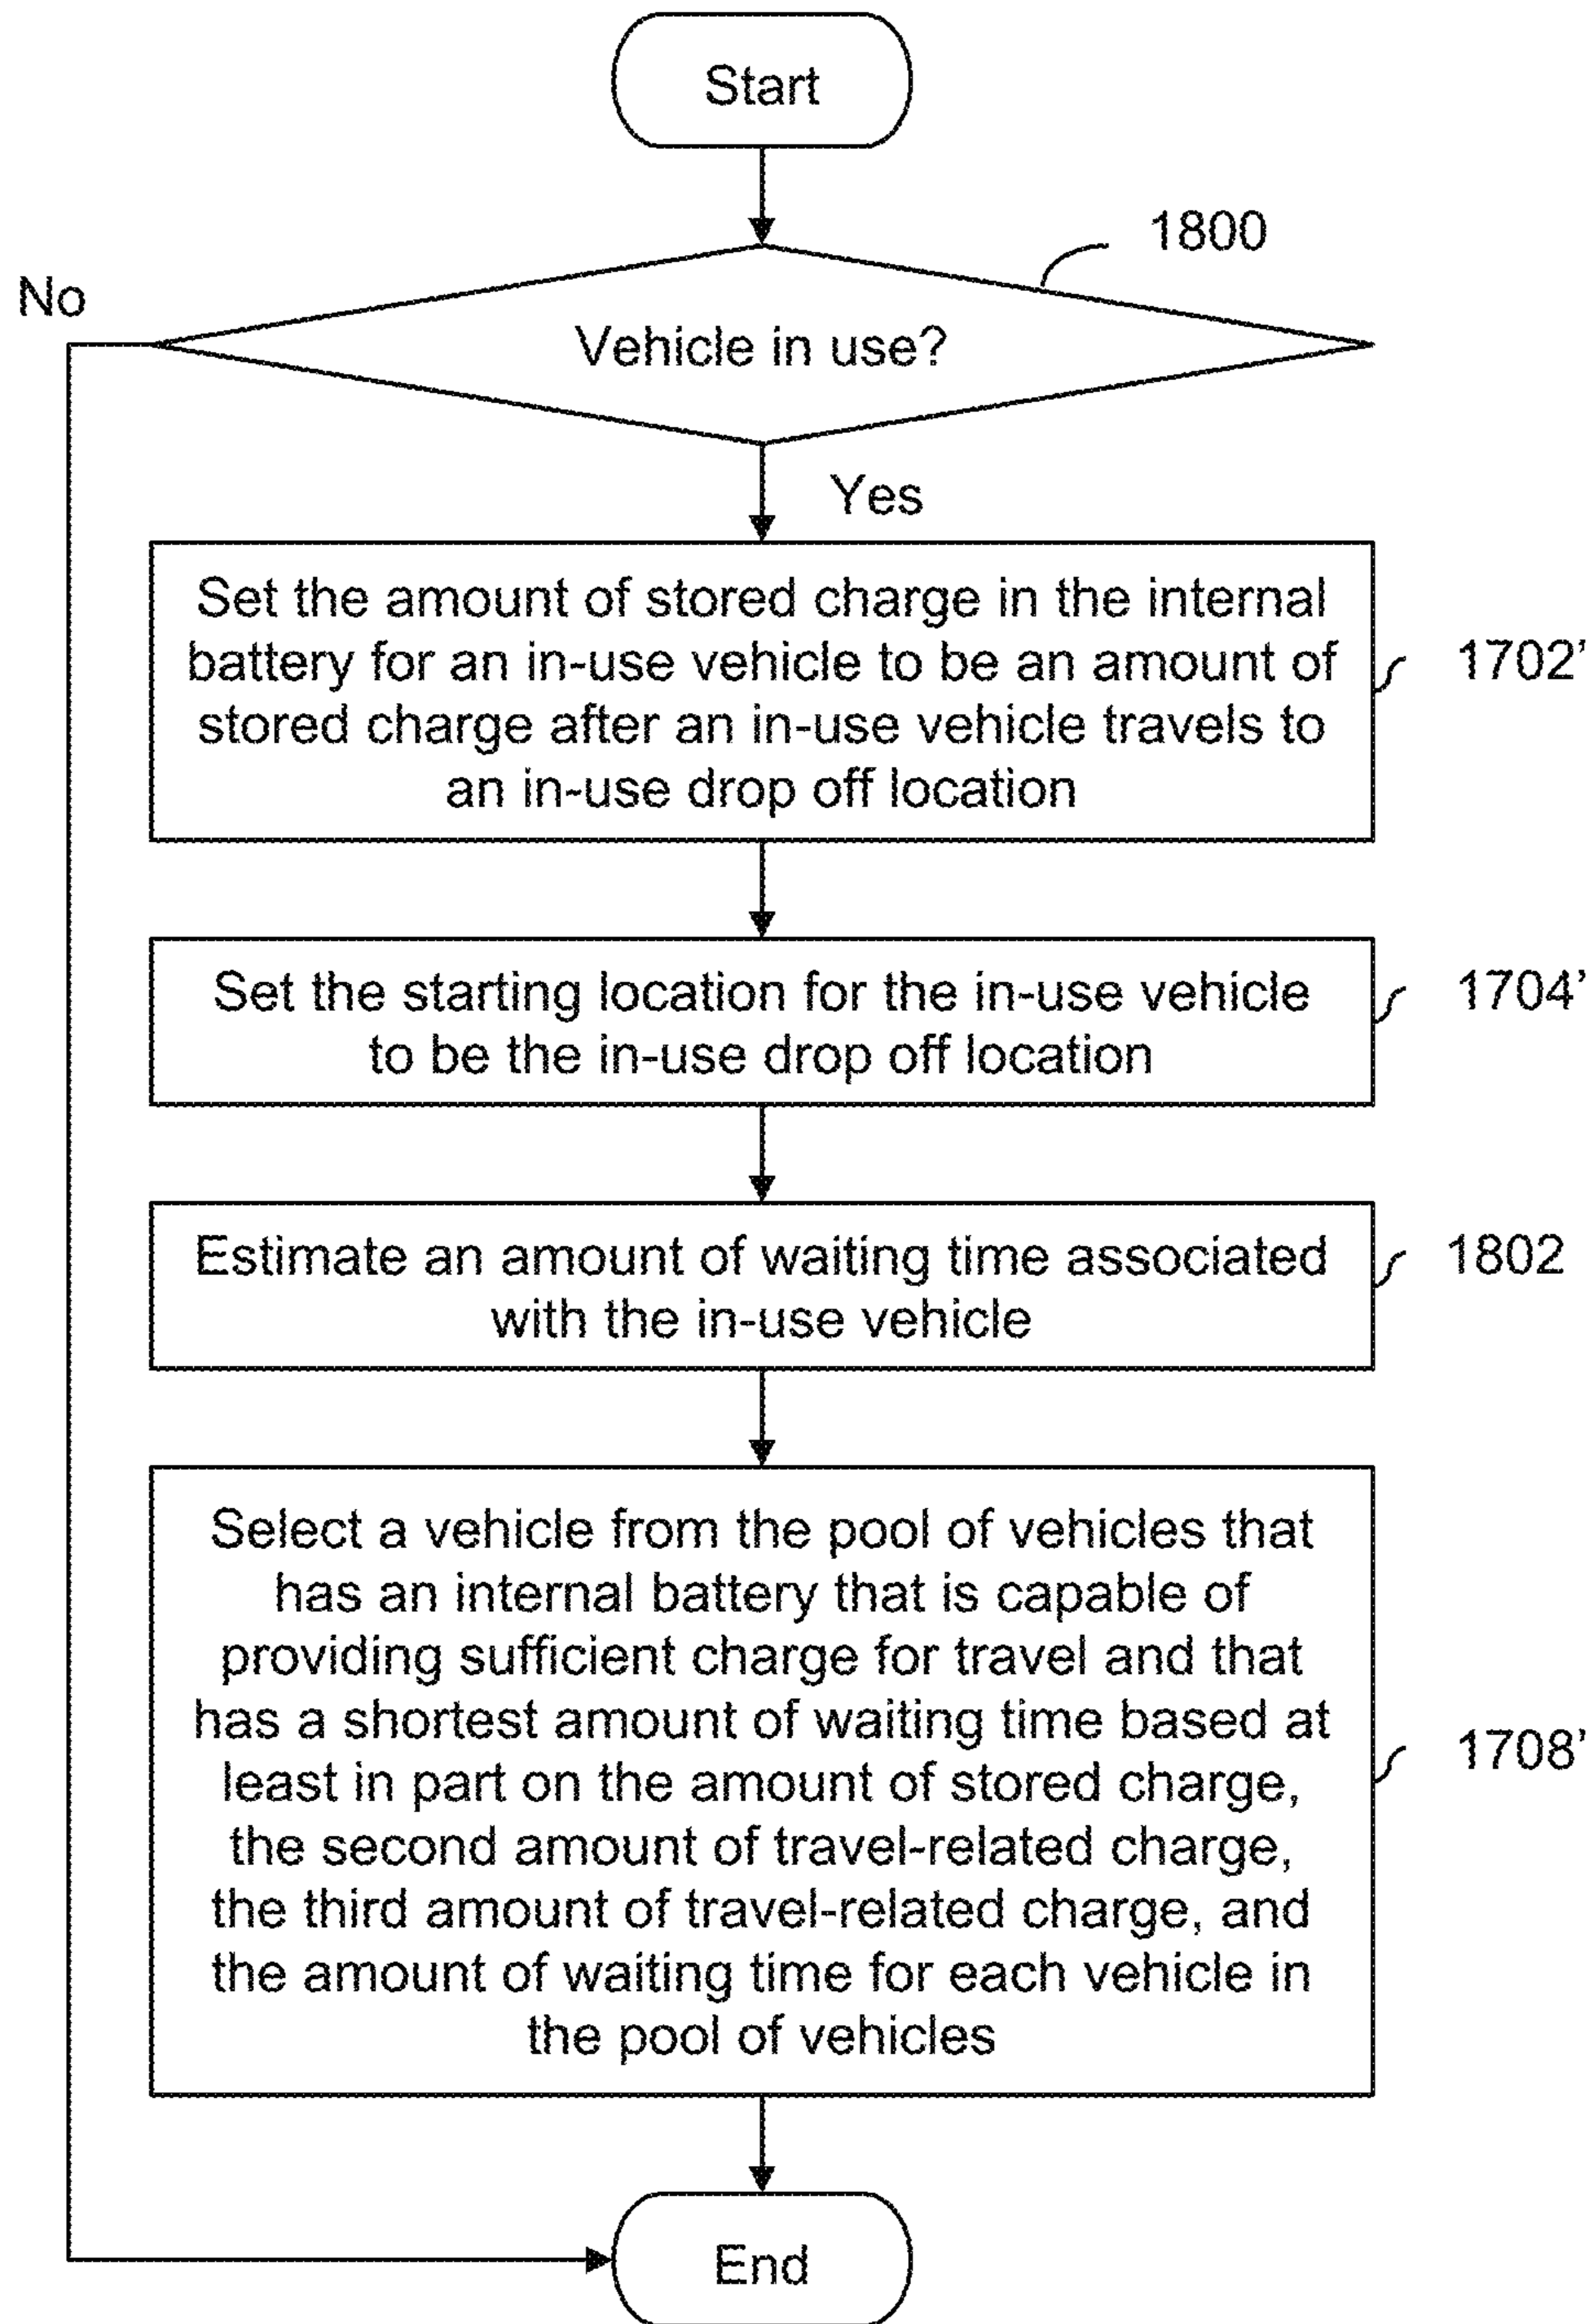 Start
1800
No
Vehicle in use?
Yes
Set the amount of stored charge in the internal
battery for an in-use vehicle to be an amount of
stored charge after an in-use vehicle travels to
an in-use drop off location
1702’
Set the starting location for the in-use vehicle
to be the in-use drop off location
1704’
Estimate an amount of waiting time associated
with the in-use vehicle
1802
Select a vehicle from the pool of vehicles that
has an internal battery that is capable of
providing sufficient charge for travel and that
has a shortest amount of waiting time based at
least in part on the amount of stored charge,
the second amount of travel-related charge,
the third amount of travel-related charge, and
the amount of waiting time for each vehicle in
the pool of vehicles
1708’
End